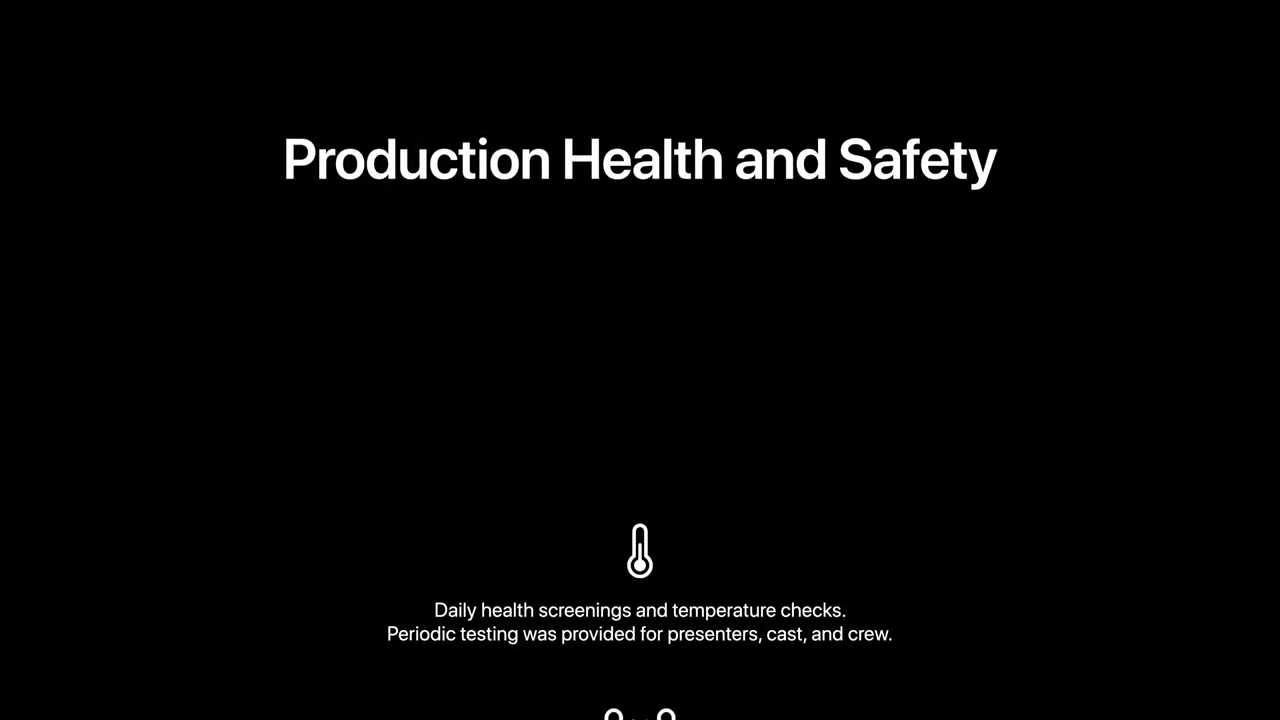 Production Health and Safety
Daily health screenings and temperature checks.
Periodic testing was provided for presenters, cast, and crew.